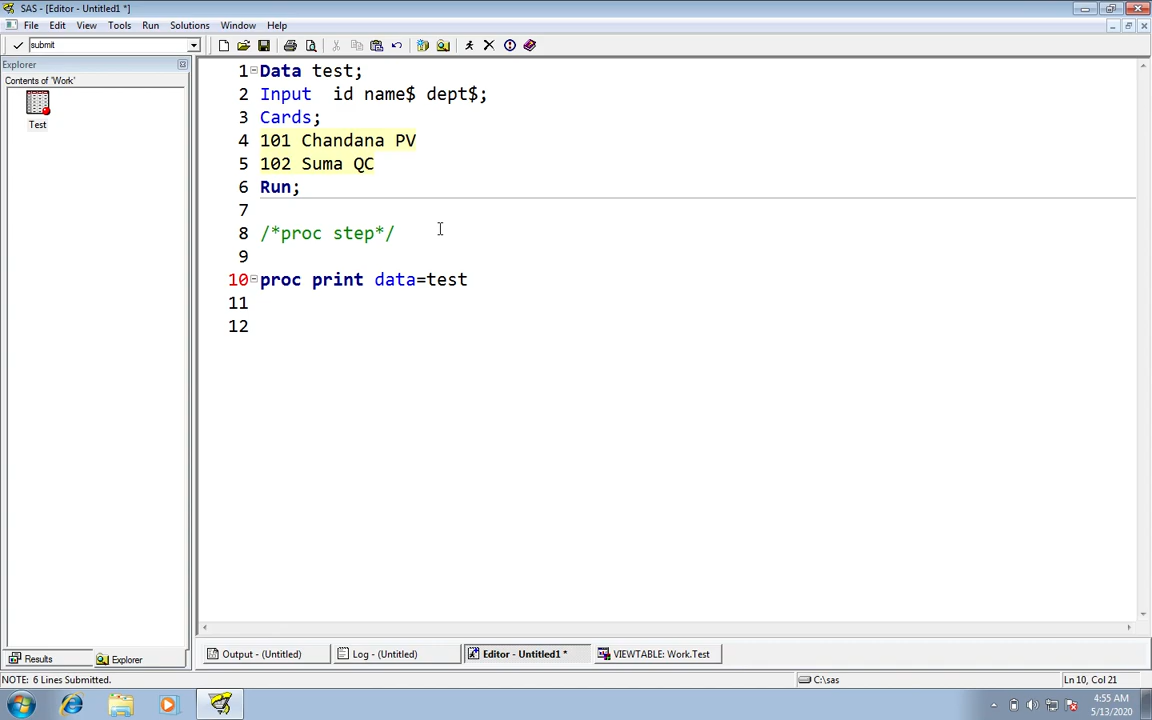 SAS - [Editor - Untitled1 *]
File Edit View Tools Run Solutions Window Help
submit
Explorer
Contents of 'Work'
Test
1 Data test;
2 Input  id name$ dept$;
3 Cards;
4 101 Chandana PV
5 102 Suma QC
6 Run;
7
8 /*proc step*/
9
10 proc print data=test
11
12
Results Explorer
Output - (Untitled) Log - (Untitled) Editor - Untitled1 * VIEWTABLE: Work.Test
NOTE: 6 Lines Submitted. C:\sas Ln 10, Col 21
4:55 AM
5/13/2020